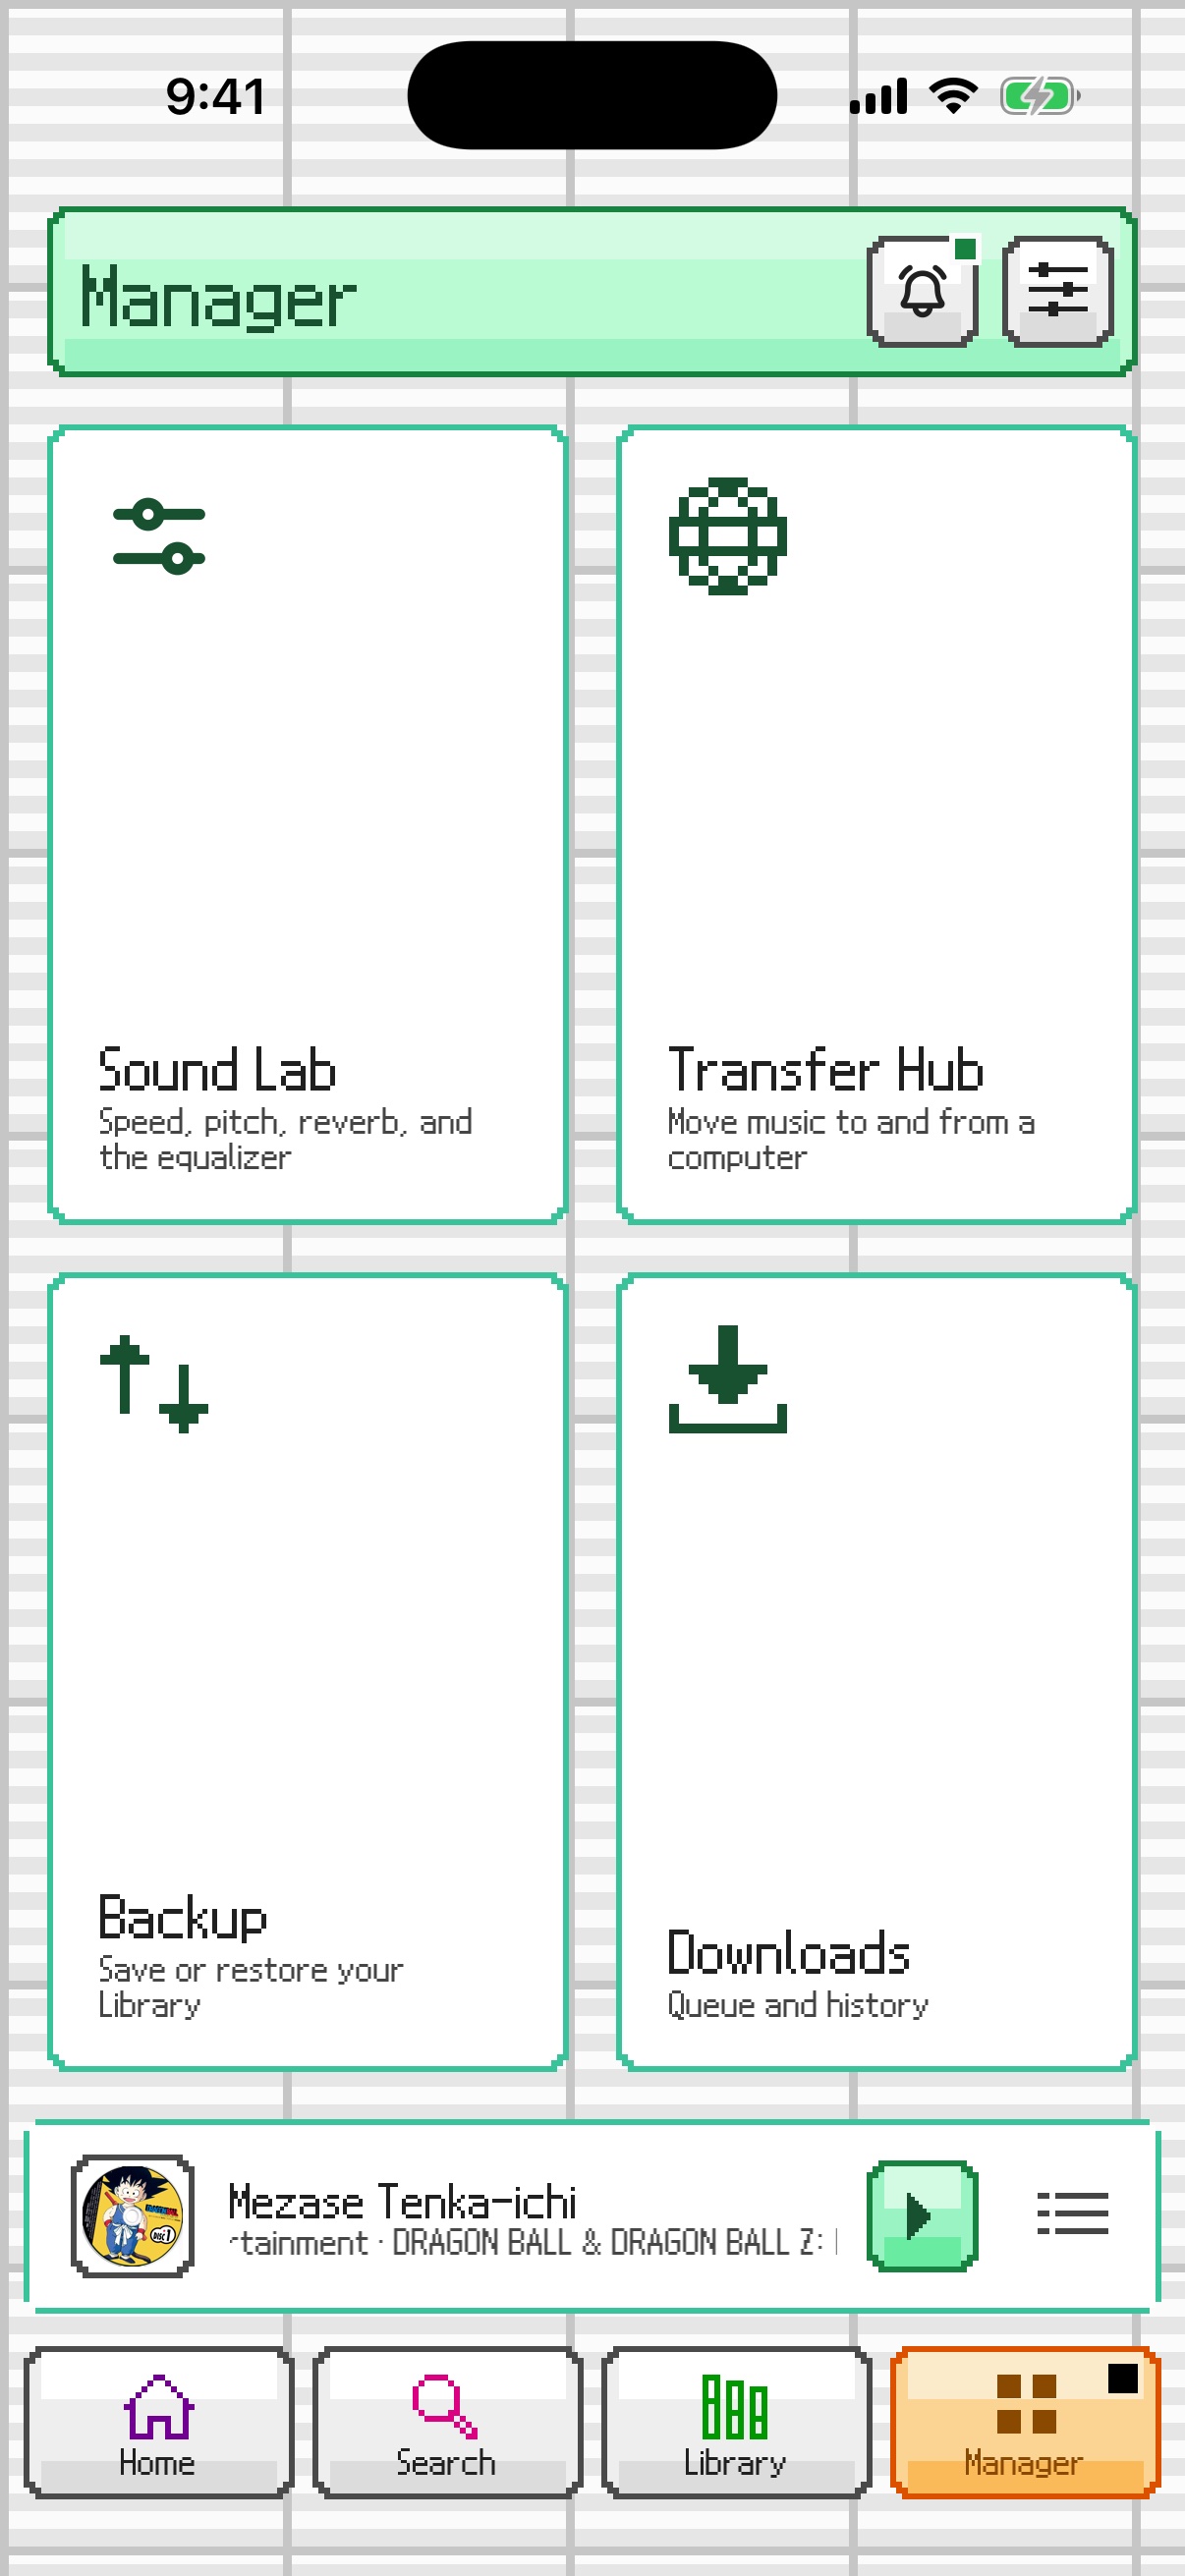 9:41
Manager
Sound Lab
Speed, pitch, reverb, and
the equalizer
Transfer Hub
Move music to and from a
computer
Backup
Save or restore your
Library
Downloads
Queue and history
Mezase Tenka-ichi
tainment · DRAGON BALL & DRAGON BALL Z:
DISC 1
Home
Search
Library
Manager